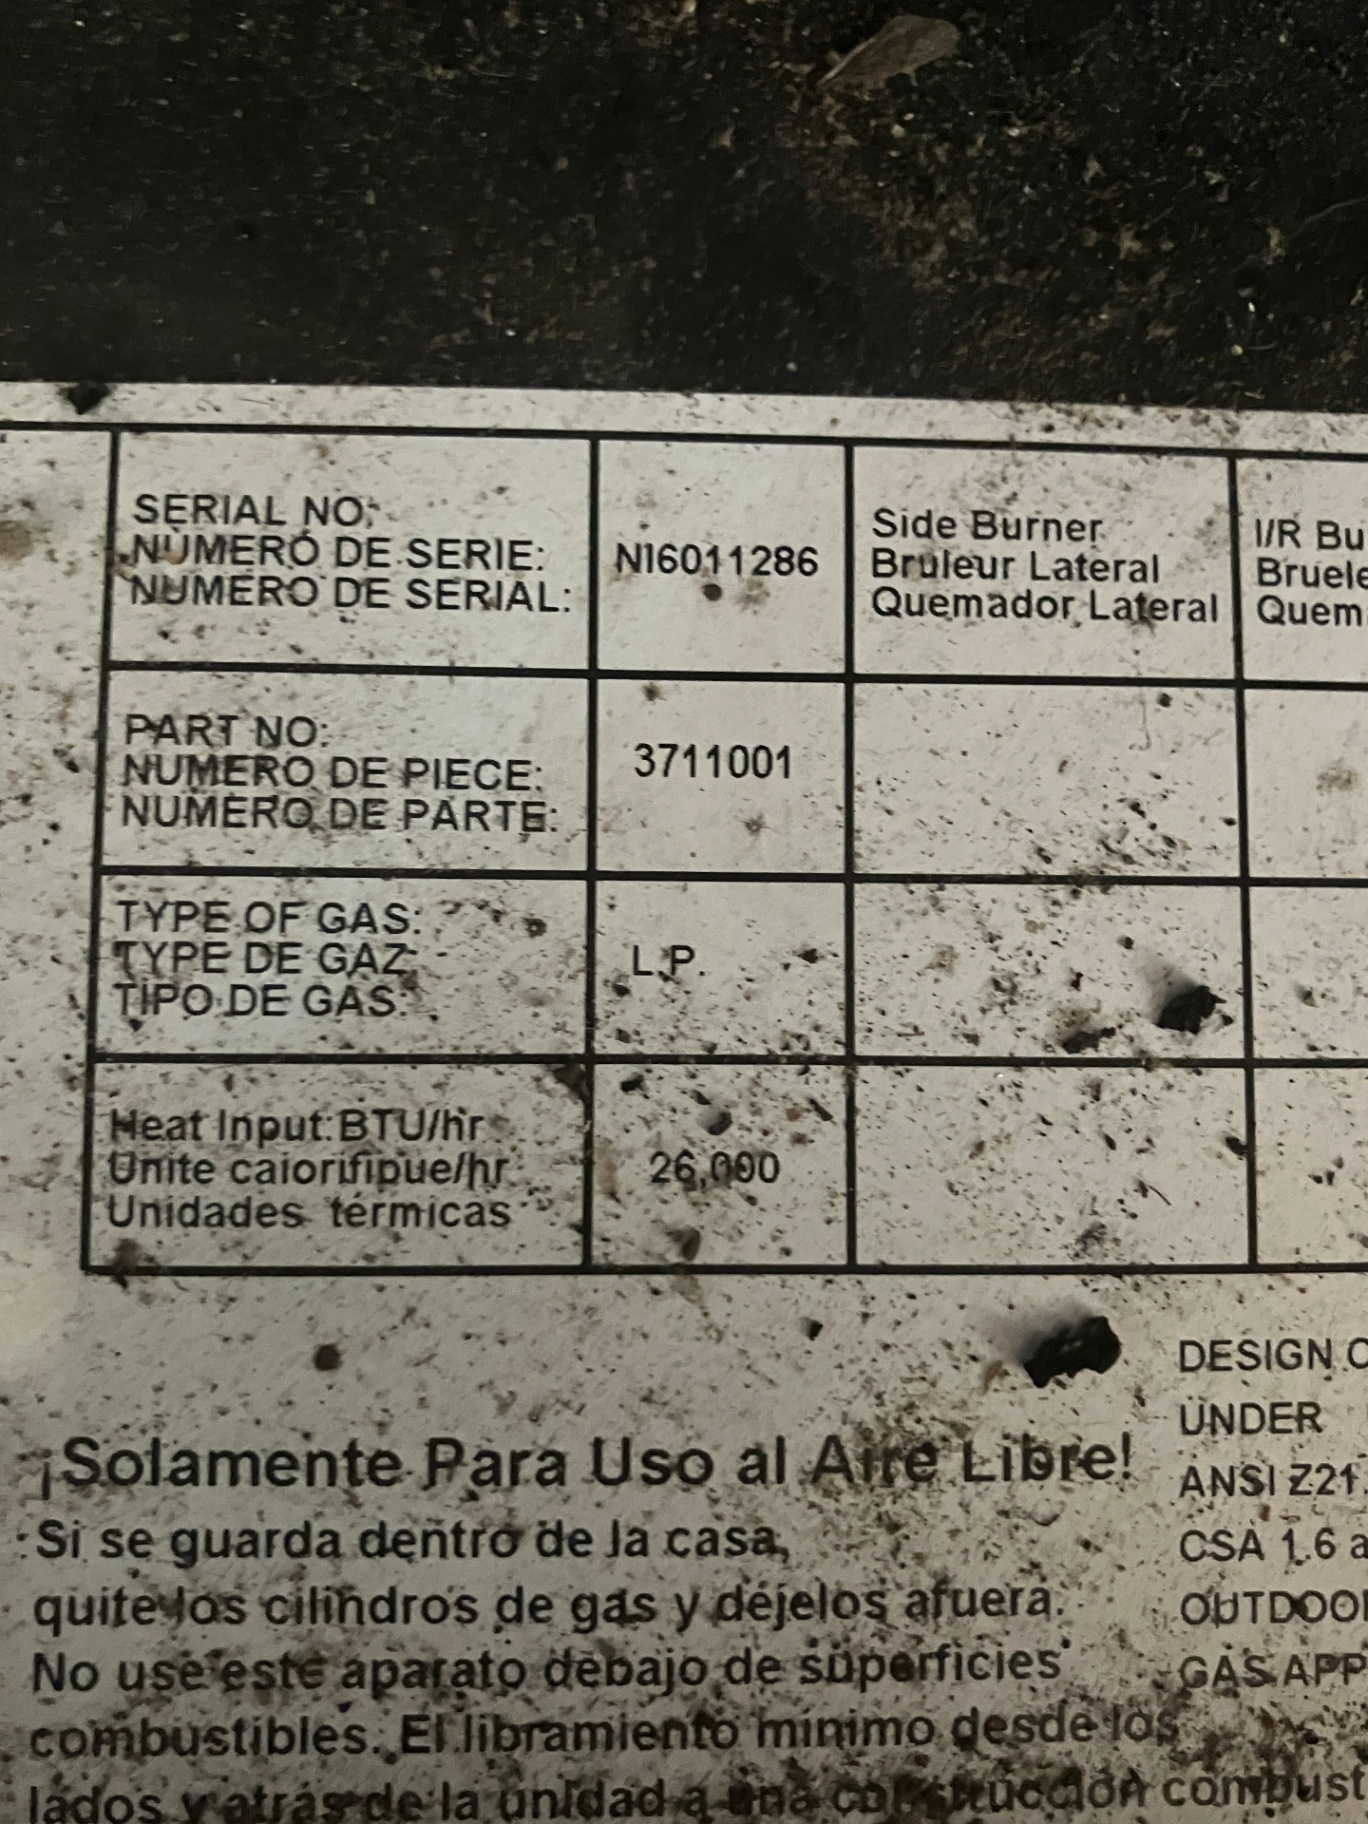 SERIAL NO:
NUMERO DE SERIE:
NUMERO DE SERIAL:
NI6011286
Side Burner
Bruleur Lateral
Quemador Lateral
I/R Bu
Bruele
Quem
PART NO:
NUMERO DE PIECE:
NUMERO DE PARTE:
3711001
TYPE OF GAS:
TYPE DE GAZ
TIPO DE GAS:
L.P.
Heat Input:BTU/hr
Unite caiorifipue/hr
Unidades térmicas
26,000
¡Solamente Para Uso al Aire Libre!
Si se guarda dentro de la casa,
quite los cilindros de gas y déjelos afuera.
No use este aparato debajo de superficies
combustibles. El libramiento mínimo desde los
lados y atrás de la unidad a una construcción combust
DESIGN C
UNDER
ANSI Z21.
CSA 1.6 a
OUTDOO
GAS APP